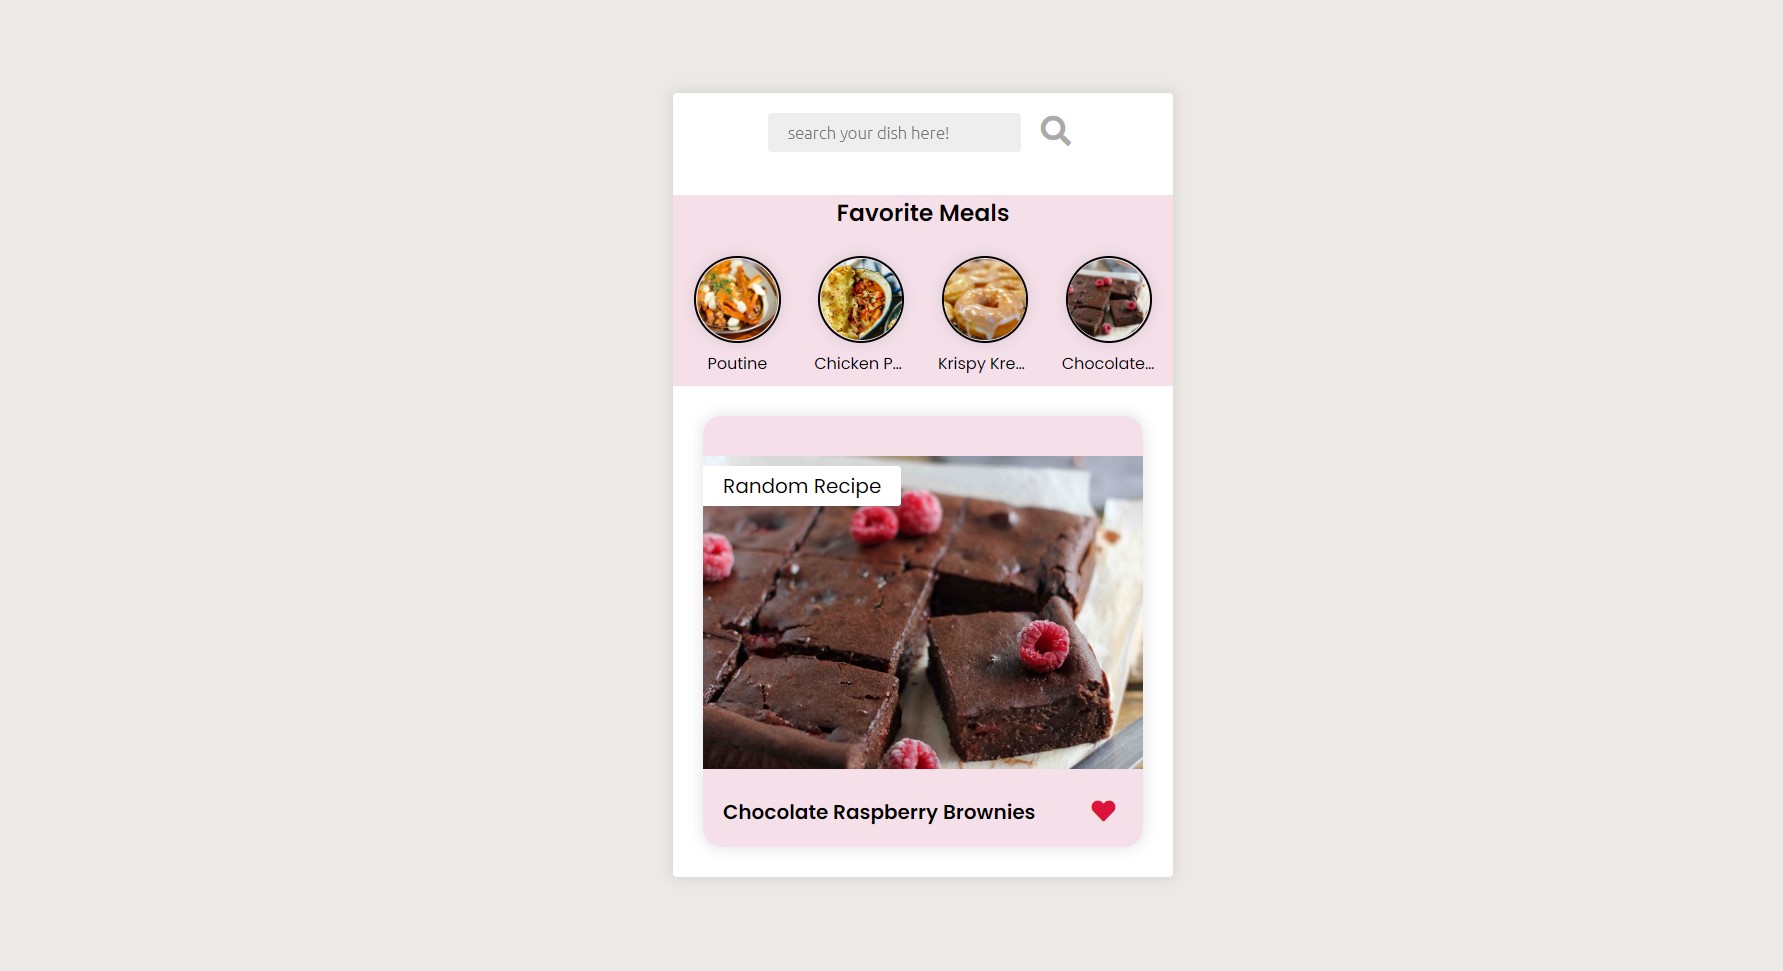 search your dish here!
Favorite Meals
Poutine
Chicken P...
Krispy Kre...
Chocolate...
Random Recipe
Chocolate Raspberry Brownies